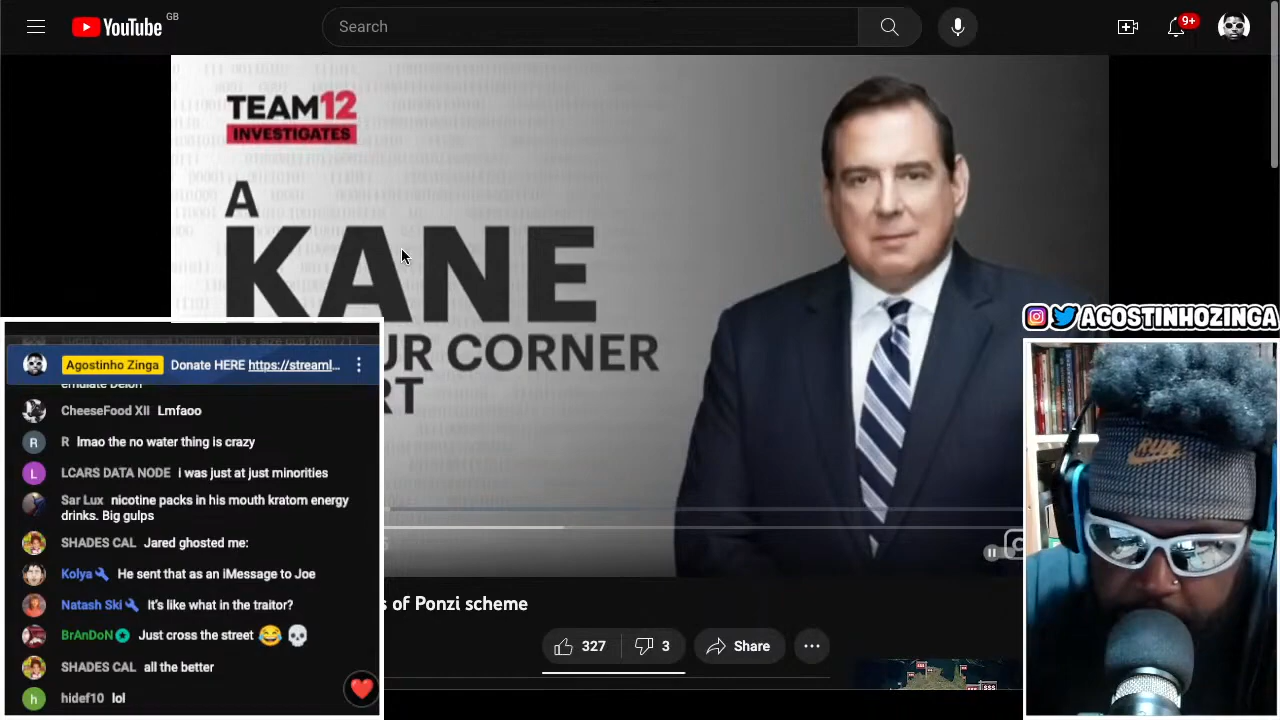 YouTube
GB
Search
9+
TEAM12
INVESTIGATES
A
KANE
UR CORNER
RT
AGOSTINHOZINGA
Agostinho Zinga Donate HERE https://streaml...
emulate Delon
CheeseFood XII Lmfaoo
R R lmao the no water thing is crazy
L LCARS DATA NODE i was just at just minorities
Sar Lux nicotine packs in his mouth kratom energy
drinks. Big gulps
SHADES CAL Jared ghosted me:
Kolya He sent that as an iMessage to Joe
Natash Ski It's like what in the traitor?
BrAnDoN Just cross the street 😂 💀
SHADES CAL all the better
h hidef10 lol
s of Ponzi scheme
327
3
Share